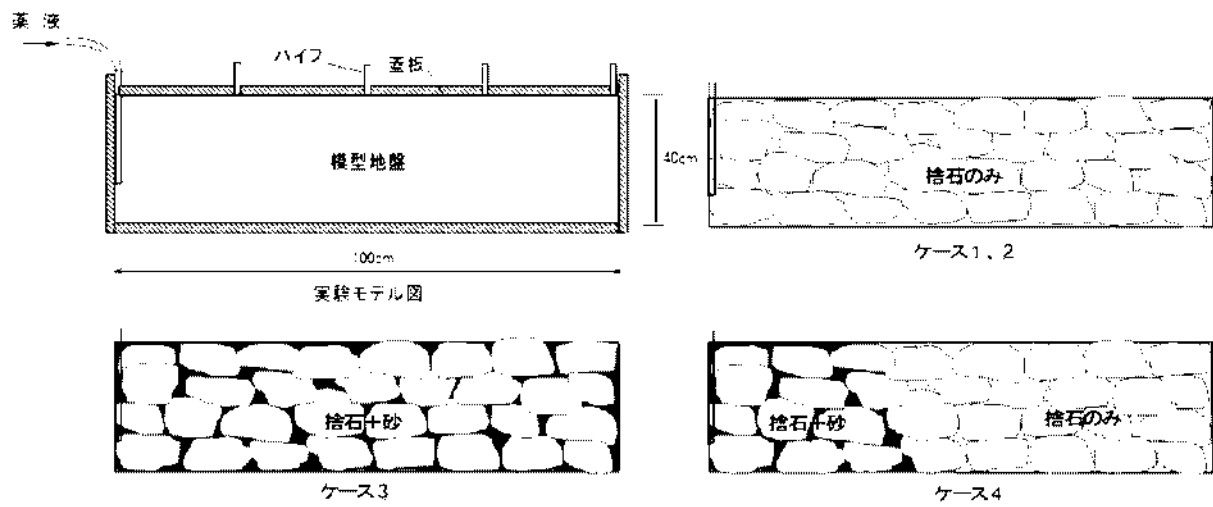 薬液
パイプ
蓋板
模型地盤
40cm
100cm
実験モデル図
捨石のみ
ケース1、2
捨石+砂
ケース3
捨石+砂
捨石のみ
ケース4